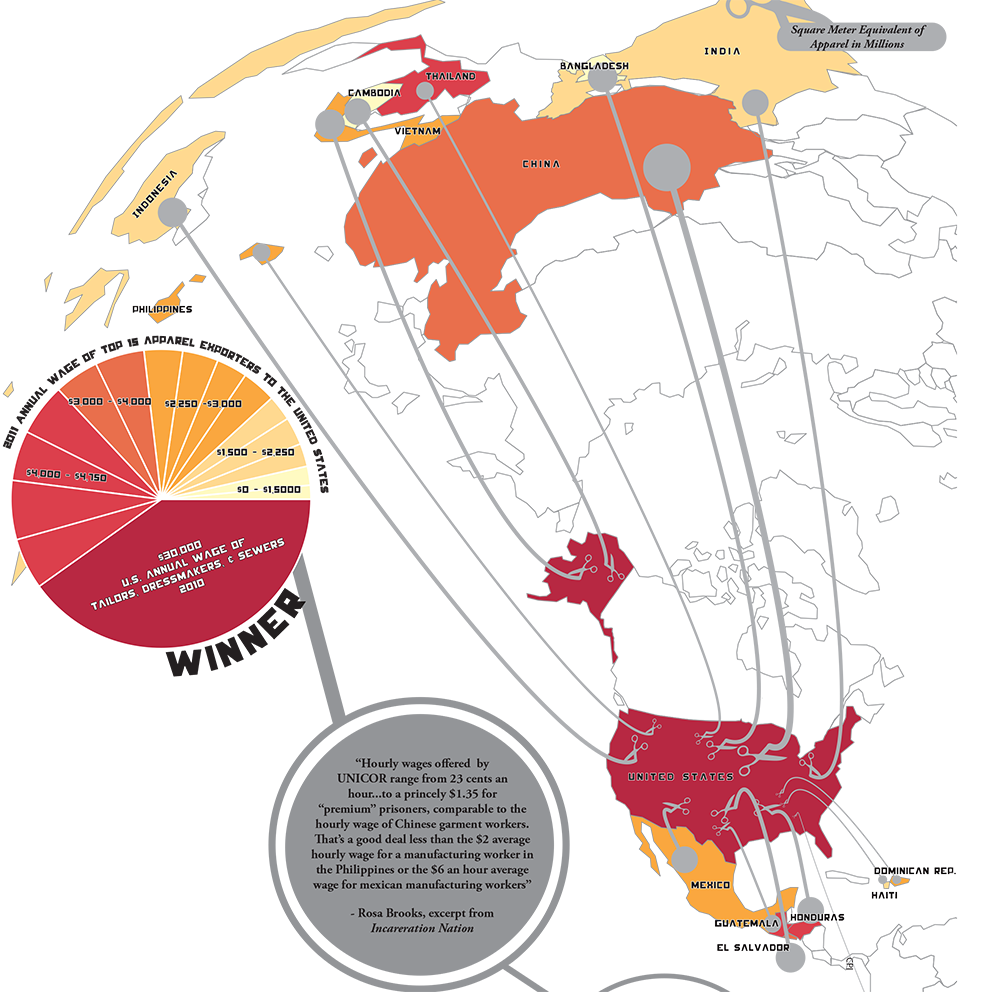 Square Meter Equivalent of
Apparel in Millions
INDIA
BANGLADESH
THAILAND
CAMBODIA
VIETNAM
CHINA
INDONESIA
PHILIPPINES
2011 ANNUAL WAGE OF TOP 15 APPAREL EXPORTERS TO THE UNITED STATES
$3,000 - $4,000
$2,250 -$3,000
$1,500 - $2,250
$4,000 - $4,750
$0 - $1,5000
$30,000
U.S. ANNUAL WAGE OF
TAILORS, DRESSMAKERS, & SEWERS
2010
WINNER
“Hourly wages offered by
UNICOR range from 23 cents an
hour...to a princely $1.35 for
“premium” prisoners, comparable to the
hourly wage of Chinese garment workers.
That’s a good deal less than the $2 average
hourly wage for a manufacturing worker in
the Philippines or the $6 an hour average
wage for mexican manufacturing workers”
- Rosa Brooks, excerpt from
Incareration Nation
UNITED STATES
MEXICO
DOMINICAN REP.
HAITI
GUATEMALA
HONDURAS
EL SALVADOR